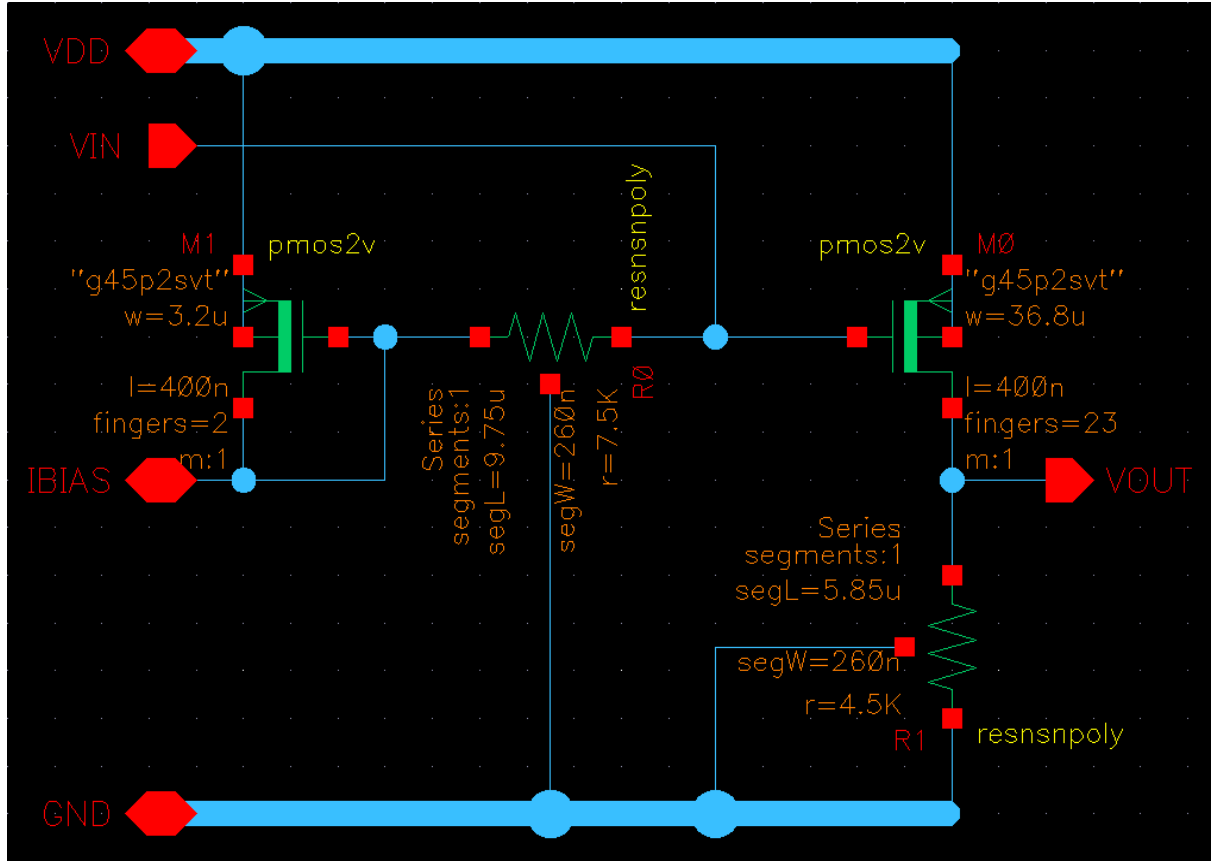 VDD
VIN
M1
pmos2v
"g45p2svt"
w=3.2u
l=400n
fingers=2
m:1
IBIAS
resnsnpoly
R0
Series
segments:1
segL=9.75u
segW=260n
r=7.5K
pmos2v
M0
"g45p2svt"
w=36.8u
l=400n
fingers=23
m:1
VOUT
Series
segments:1
segL=5.85u
segW=260n
r=4.5K
R1
resnsnpoly
GND